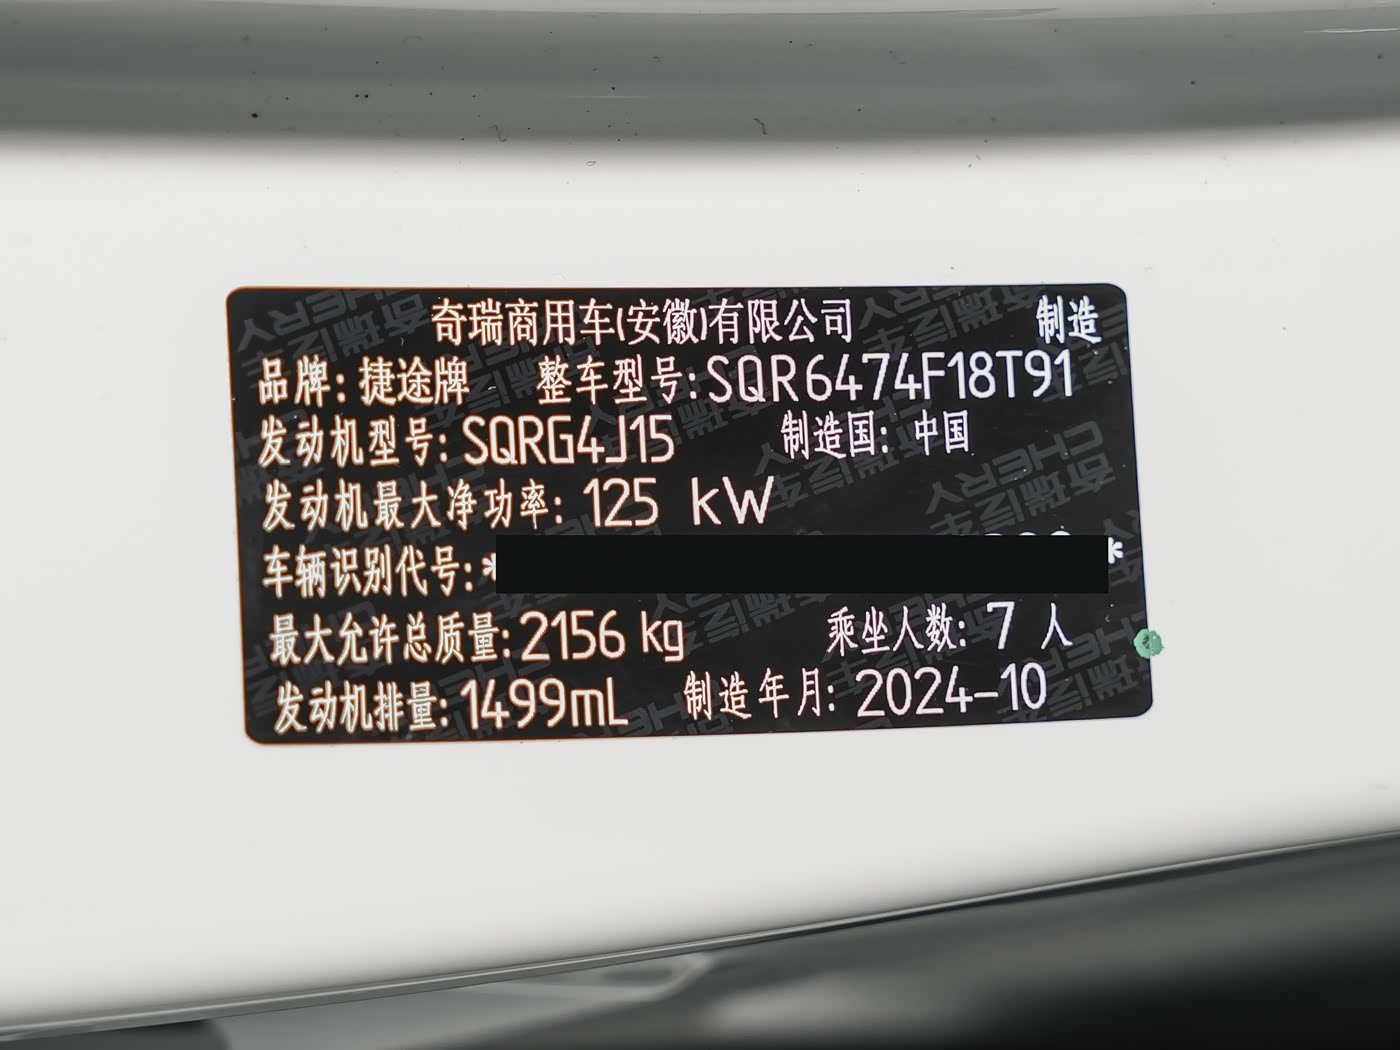 奇瑞商用车(安徽)有限公司 制造
品牌: 捷途牌 整车型号: SQR6474F18T91
发动机型号: SQRG4J15 制造国: 中国
发动机最大净功率: 125 kW
车辆识别代号: * *
最大允许总质量: 2156 kg 乘坐人数: 7 人
发动机排量: 1499mL 制造年月: 2024-10